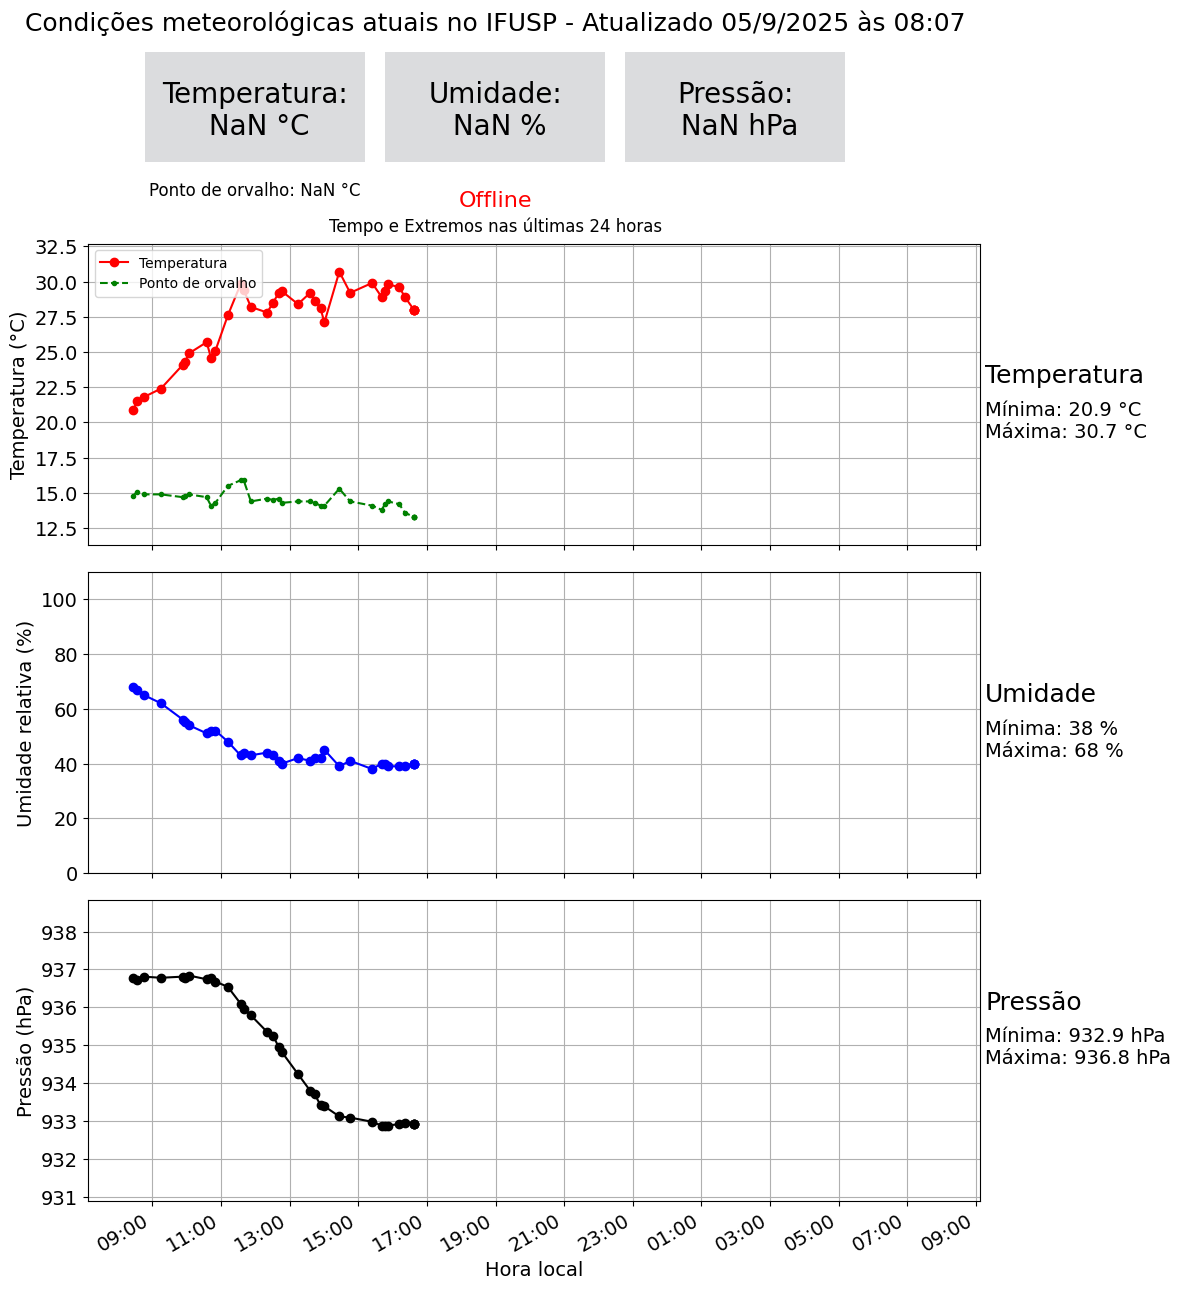 Condições meteorológicas atuais no IFUSP - Atualizado 05/9/2025 às 08:07
Temperatura:
NaN °C
Umidade:
NaN %
Pressão:
NaN hPa
Ponto de orvalho: NaN °C
Offline
Tempo e Extremos nas últimas 24 horas
Temperatura (°C)
32.5
30.0
27.5
25.0
22.5
20.0
17.5
15.0
12.5
Temperatura
Ponto de orvalho
Temperatura
Mínima: 20.9 °C
Máxima: 30.7 °C
Umidade relativa (%)
100
80
60
40
20
0
Umidade
Mínima: 38 %
Máxima: 68 %
Pressão (hPa)
938
937
936
935
934
933
932
931
Pressão
Mínima: 932.9 hPa
Máxima: 936.8 hPa
09:00
11:00
13:00
15:00
17:00
19:00
21:00
23:00
01:00
03:00
05:00
07:00
09:00
Hora local